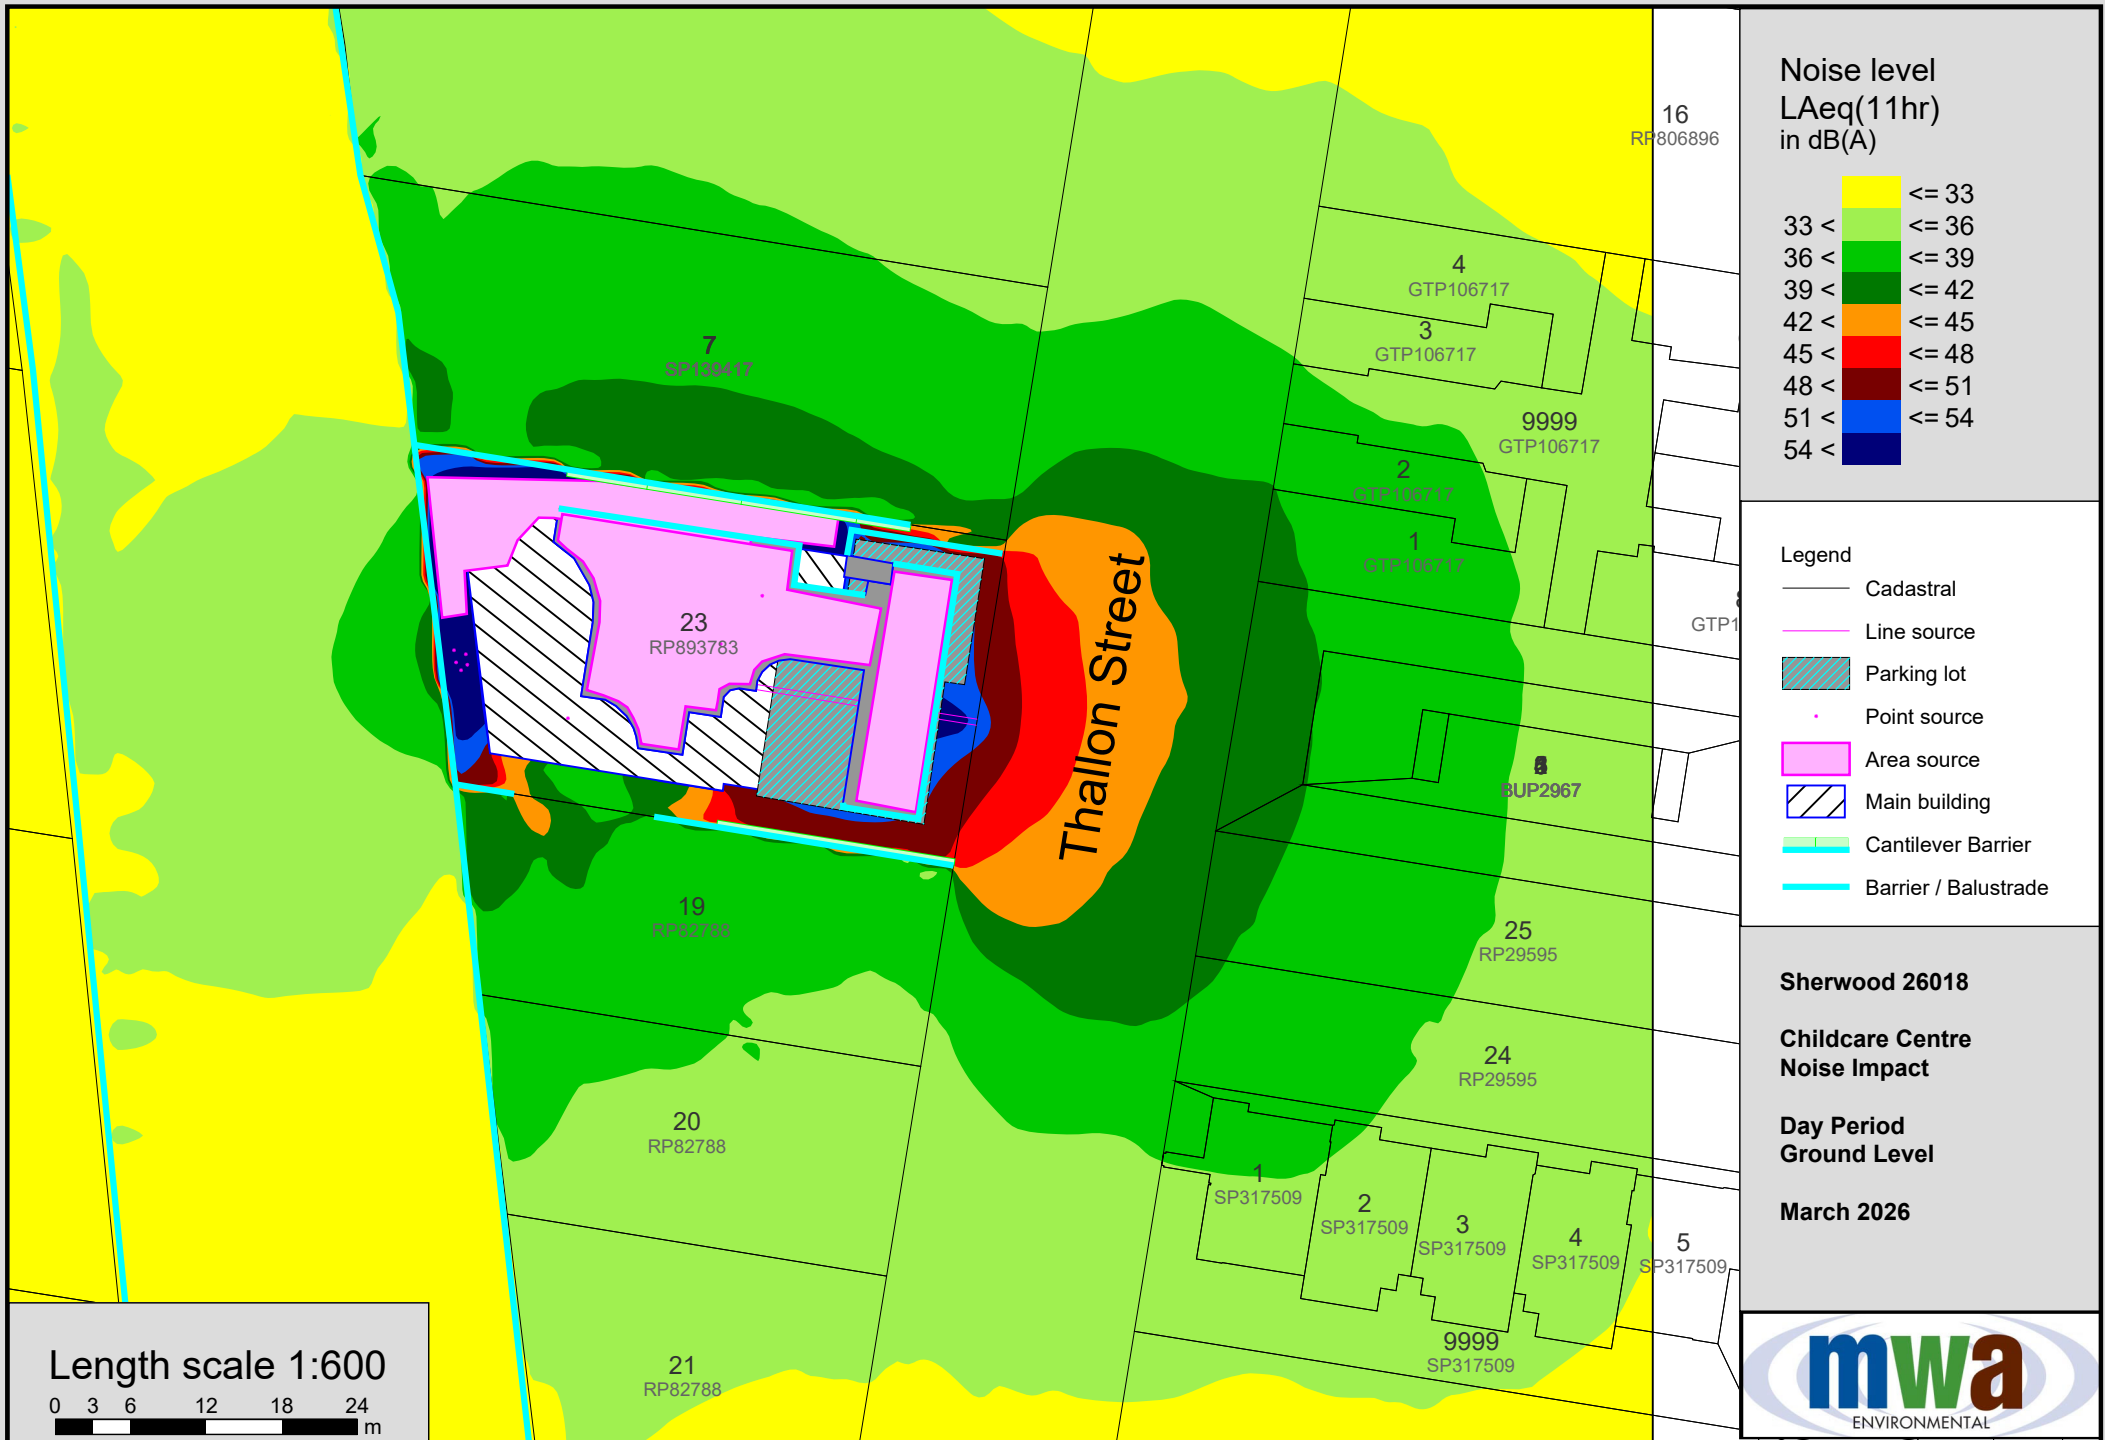 Noise level
LAeq(11hr)
in dB(A)
<= 33
33 < <= 36
36 < <= 39
39 < <= 42
42 < <= 45
45 < <= 48
48 < <= 51
51 < <= 54
54 <
Legend
Cadastral
Line source
Parking lot
Point source
Area source
Main building
Cantilever Barrier
Barrier / Balustrade
Sherwood 26018
Childcare Centre
Noise Impact
Day Period
Ground Level
March 2026
mwa
ENVIRONMENTAL
16
RP806896
4
GTP106717
3
GTP106717
7
SP139417
9999
GTP106717
2
GTP106717
1
GTP106717
GTP1
23
RP893783
Thallon Street
BUP2967
19
RP82788
25
RP29595
24
RP29595
20
RP82788
1
SP317509
2
SP317509
3
SP317509
4
SP317509
5
SP317509
9999
SP317509
21
RP82788
Length scale 1:600
0 3 6 12 18 24
m